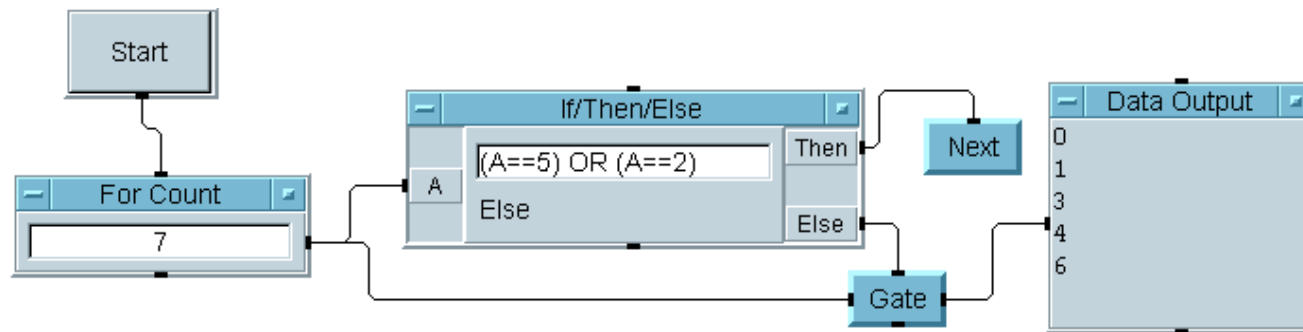 Start
For Count
7
If/Then/Else
A
(A==5) OR (A==2)
Else
Then
Else
Next
Gate
Data Output
0
1
3
4
6